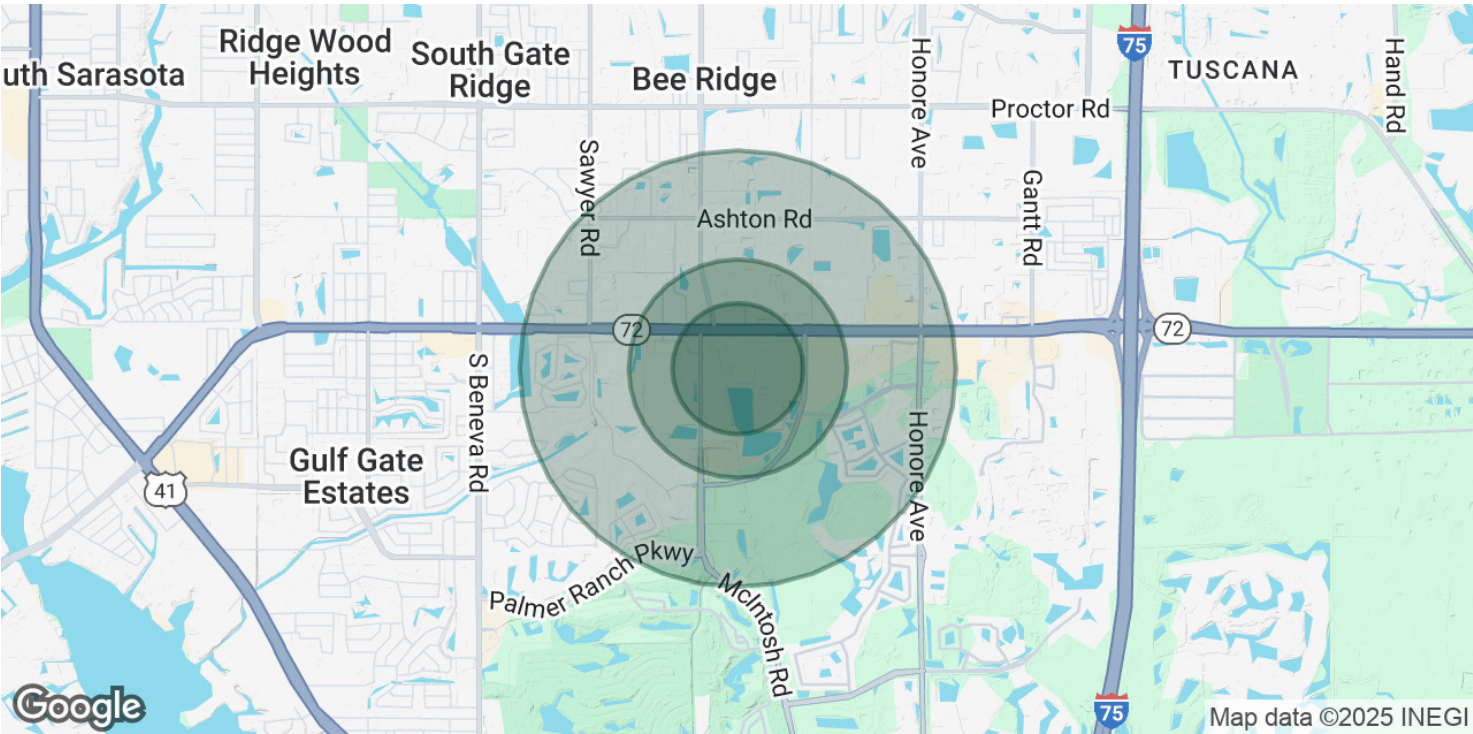 75
Ridge Wood
Heights
South Gate
Ridge
uth Sarasota
Bee Ridge
Honore Ave
TUSCANA
Hand Rd
Proctor Rd
Sawyer Rd
Ashton Rd
Gantt Rd
72
72
S Beneva Rd
Honore Ave
Gulf Gate
Estates
41
Palmer Ranch Pkwy
McIntosh Rd
75
Google
Map data ©2025 INEGI